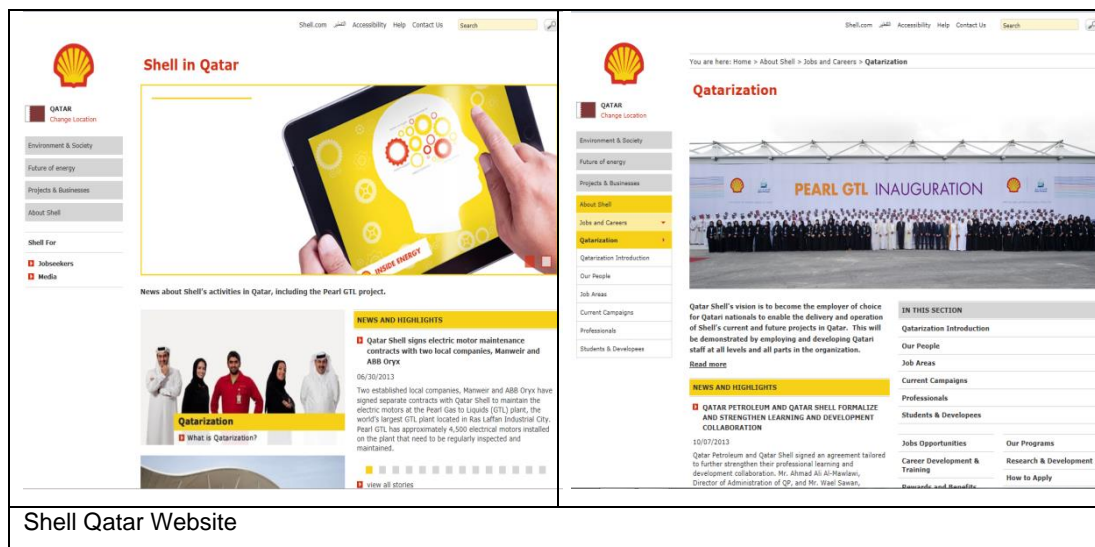 Shell.com القطر Accessibility Help Contact Us Search
Shell in Qatar
QATAR
Change Location
Environment & Society
Future of energy
Projects & Businesses
About Shell
Shell For
Jobseekers
Media
INSIDE ENERGY
News about Shell's activities in Qatar, including the Pearl GTL project.
Qatarization
What is Qatarization?
NEWS AND HIGHLIGHTS
Qatar Shell signs electric motor maintenance
contracts with two local companies, Manweir and
ABB Oryx
06/30/2013
Two established local companies, Manweir and ABB Oryx have
signed separate contracts with Qatar Shell to maintain the
electric motors at the Pearl Gas to Liquids (GTL) plant, the
world's largest GTL plant located in Ras Laffan Industrial City.
Pearl GTL has approximately 4,500 electrical motors installed
on the plant that need to be regularly inspected and
maintained.
view all stories
Shell.com Accessibility Help Contact Us Search
You are here: Home > About Shell > Jobs and Careers > Qatarization
Qatarization
QATAR
Change Location
Environment & Society
Future of energy
Projects & Businesses
About Shell
Jobs and Careers
Qatarization
Qatarization Introduction
Our People
Job Areas
Current Campaigns
Professionals
Students & Developees
PEARL GTL INAUGURATION
Qatar Shell's vision is to become the employer of choice
for Qatari nationals to enable the delivery and operation
of Shell's current and future projects in Qatar. This will
be demonstrated by employing and developing Qatari
staff at all levels and all parts in the organization.
Read more
NEWS AND HIGHLIGHTS
QATAR PETROLEUM AND QATAR SHELL FORMALIZE
AND STRENGTHEN LEARNING AND DEVELOPMENT
COLLABORATION
10/07/2013
Qatar Petroleum and Qatar Shell signed an agreement tailored
to further strengthen their professional learning and
development collaboration. Mr. Ahmad Ali Al-Mawlawi,
Director of Administration of QP, and Mr. Wael Sawan,
IN THIS SECTION
Qatarization Introduction
Our People
Job Areas
Current Campaigns
Professionals
Students & Developees
Jobs Opportunities
Career Development &
Training
Rewards and Benefits
Our Programs
Research & Development
How to Apply
Shell Qatar Website